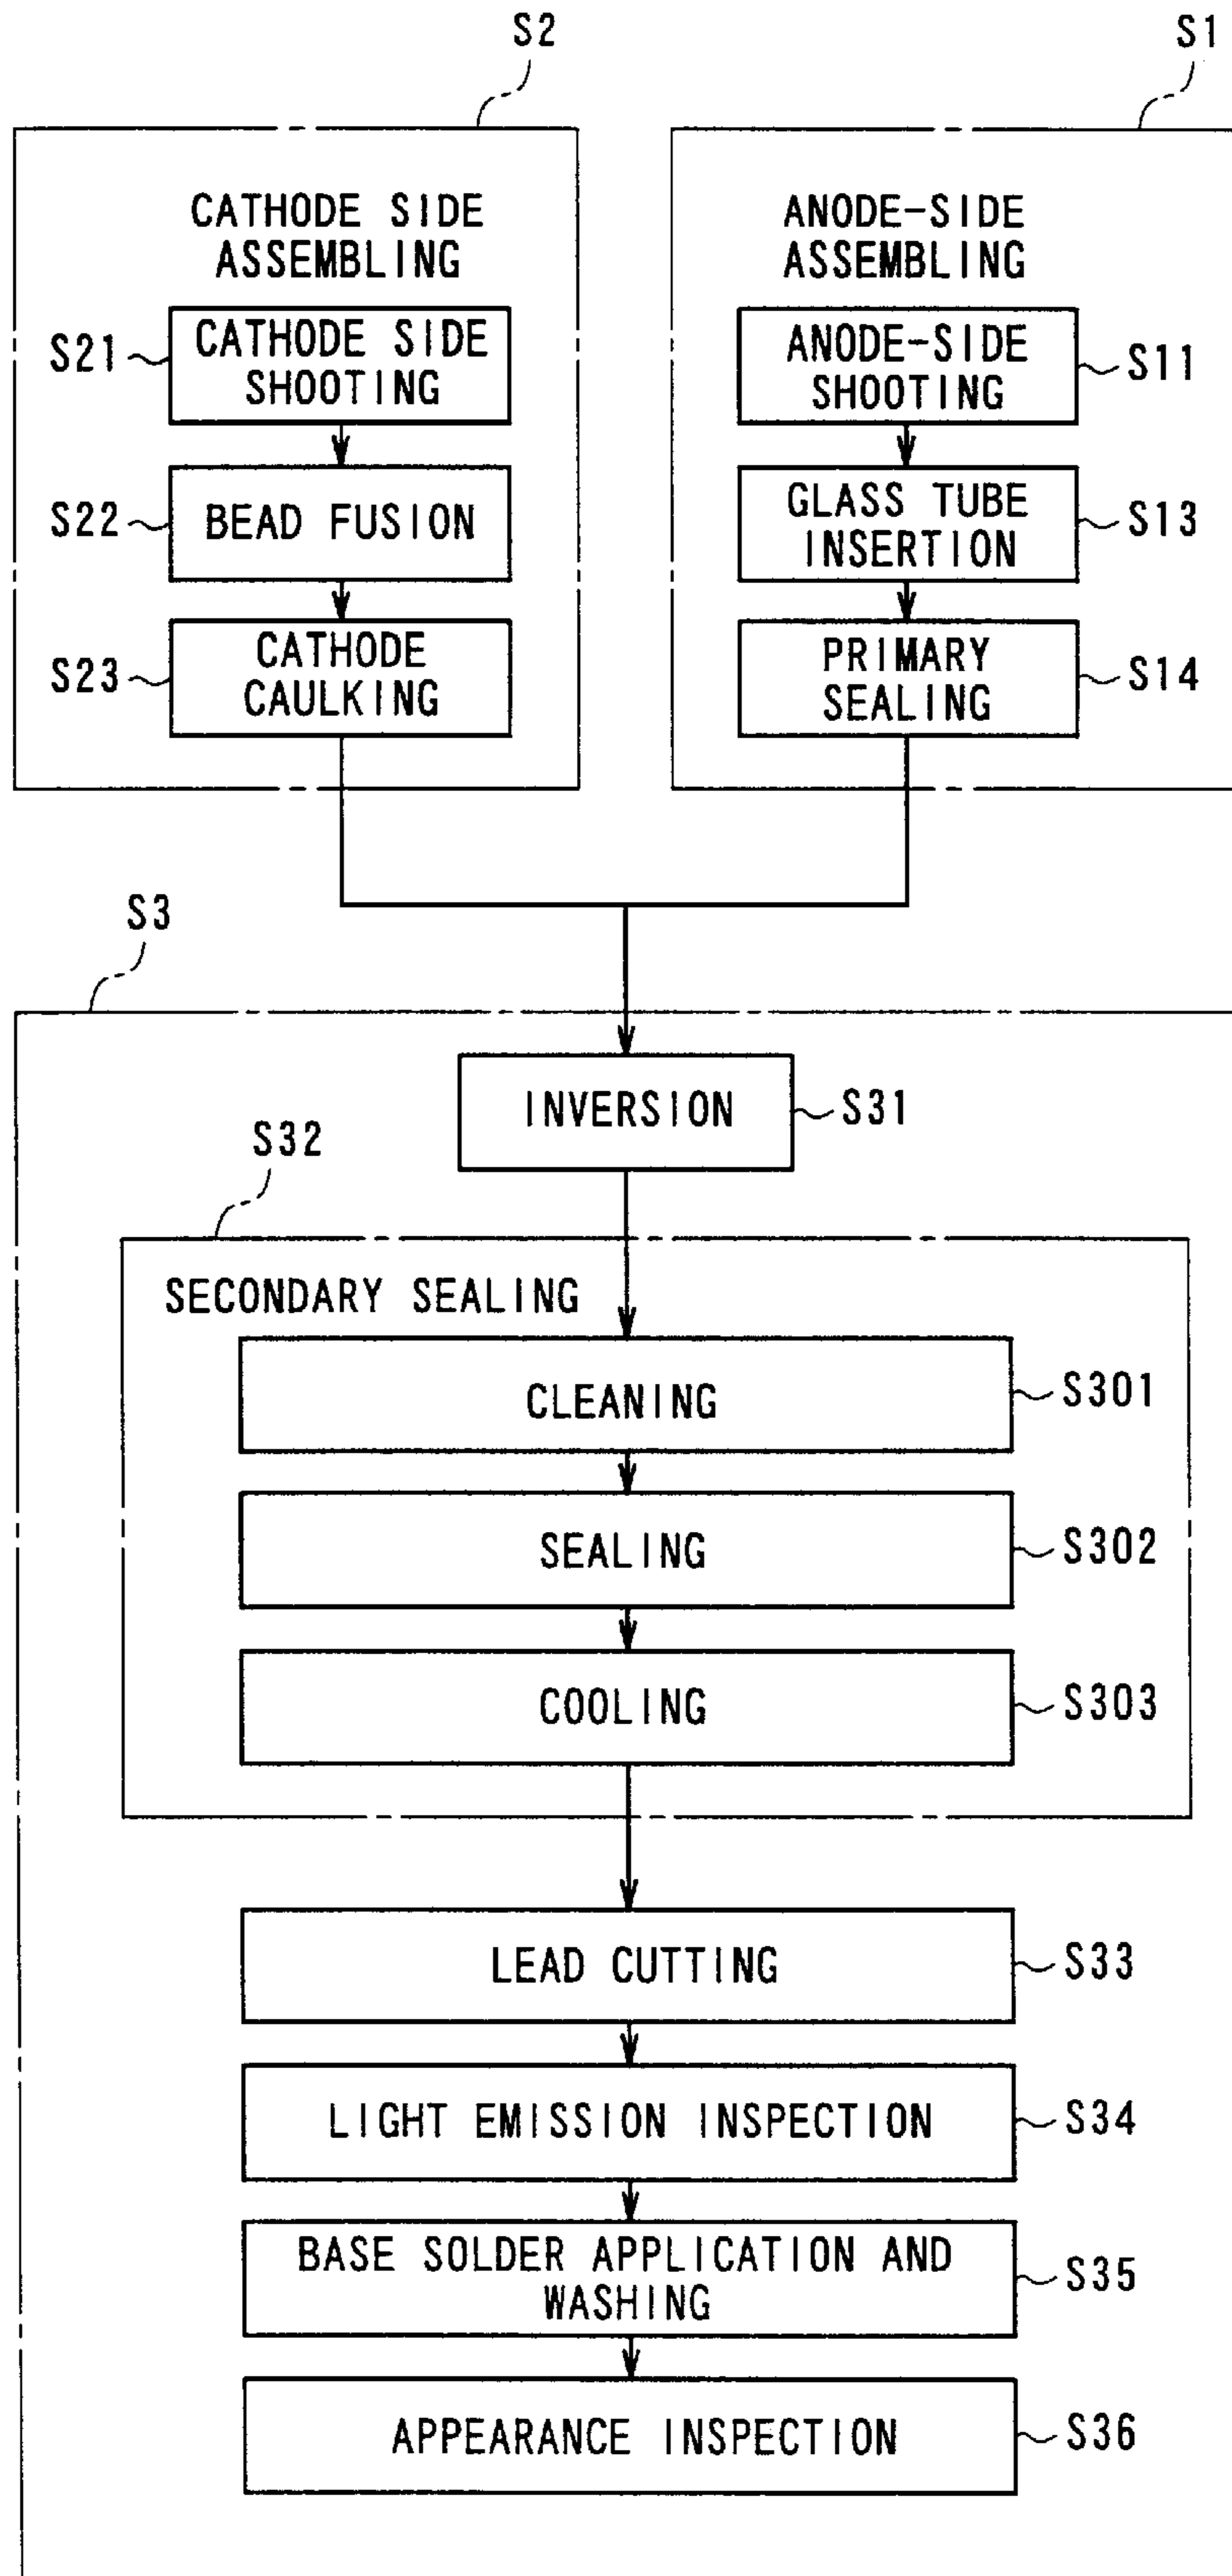 S2
S1
CATHODE SIDE
ASSEMBLING
ANODE-SIDE
ASSEMBLING
S21
CATHODE SIDE
SHOOTING
ANODE-SIDE
SHOOTING
S11
S22
BEAD FUSION
GLASS TUBE
INSERTION
S13
S23
CATHODE
CAULKING
PRIMARY
SEALING
S14
S3
INVERSION
S31
S32
SECONDARY SEALING
CLEANING
S301
SEALING
S302
COOLING
S303
LEAD CUTTING
S33
LIGHT EMISSION INSPECTION
S34
BASE SOLDER APPLICATION AND
WASHING
S35
APPEARANCE INSPECTION
S36